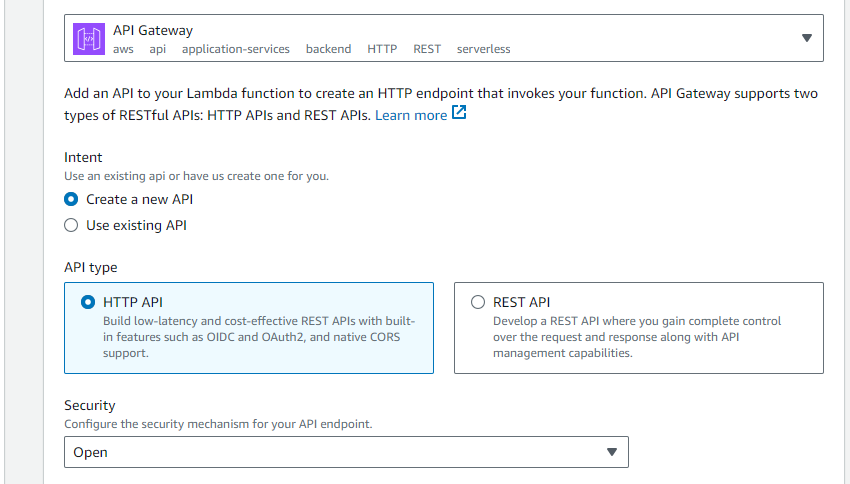 API Gateway
aws api application-services backend HTTP REST serverless
Add an API to your Lambda function to create an HTTP endpoint that invokes your function. API Gateway supports two
types of RESTful APIs: HTTP APIs and REST APIs. Learn more
Intent
Use an existing api or have us create one for you.
Create a new API
Use existing API
API type
HTTP API
Build low-latency and cost-effective REST APIs with built-
in features such as OIDC and OAuth2, and native CORS
support.
REST API
Develop a REST API where you gain complete control
over the request and response along with API
management capabilities.
Security
Configure the security mechanism for your API endpoint.
Open